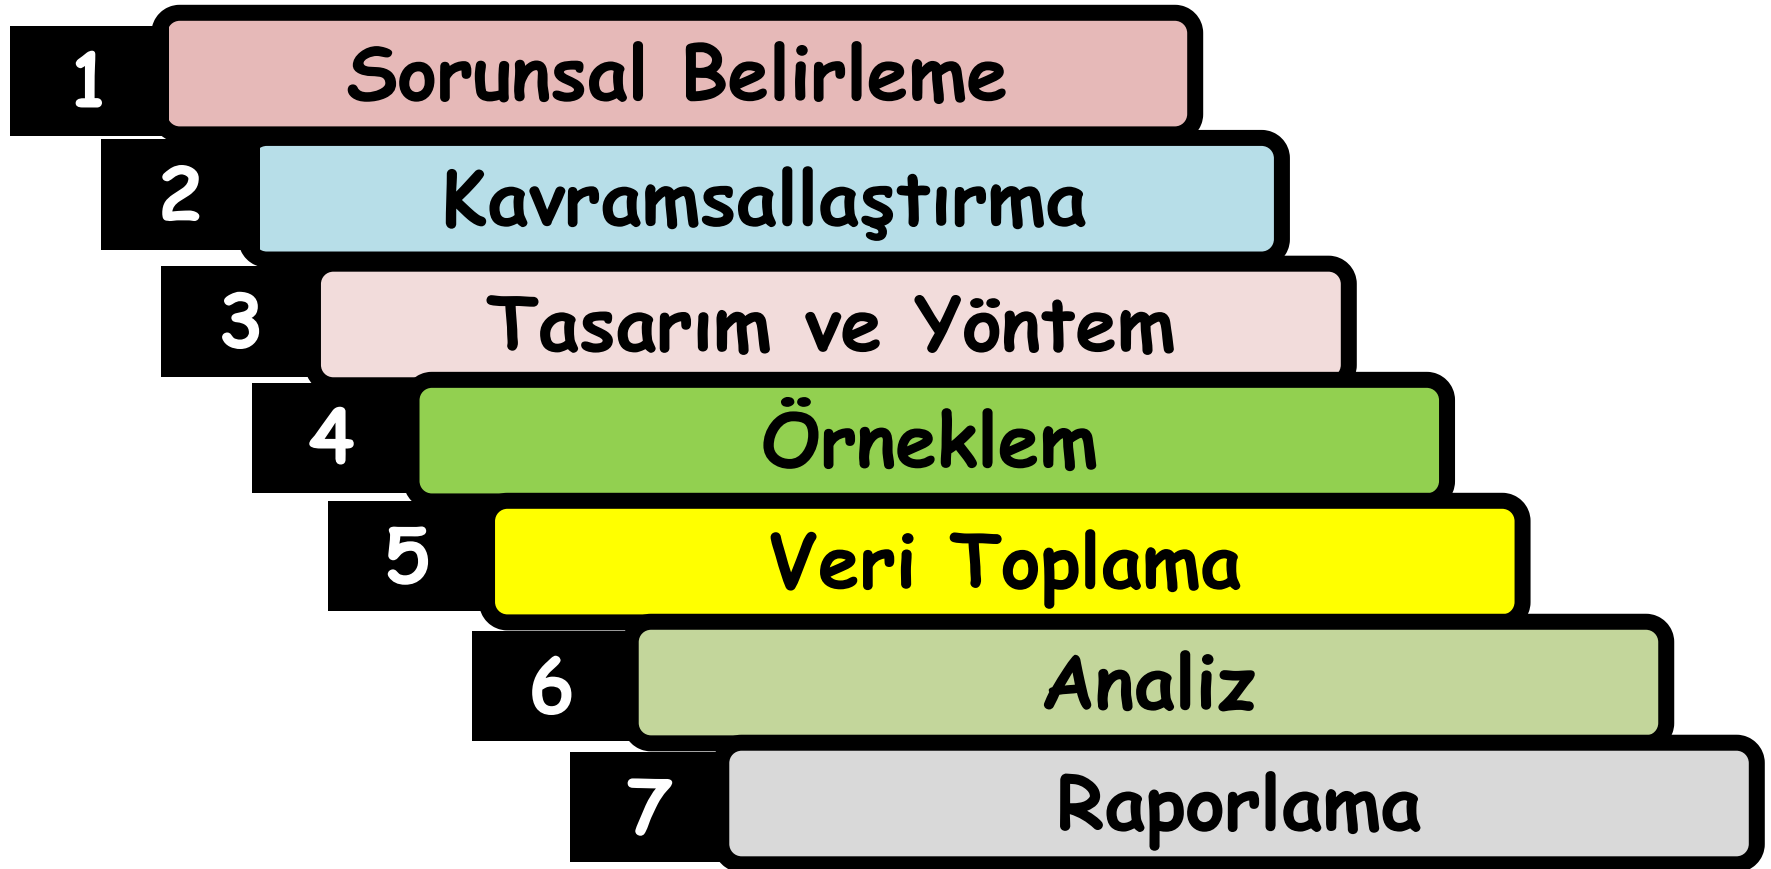 1 Sorunsal Belirleme
2 Kavramsallaştırma
3 Tasarım ve Yöntem
4 Örneklem
5 Veri Toplama
6 Analiz
7 Raporlama